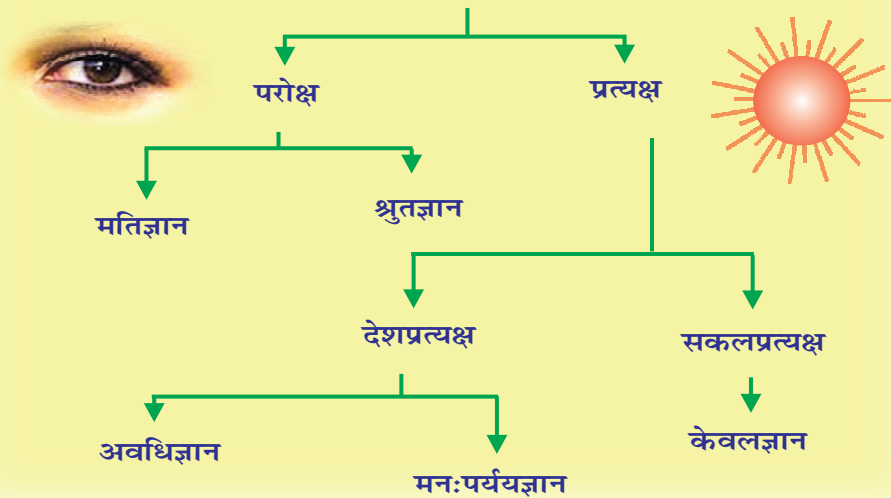 परोक्ष
प्रत्यक्ष
मतिज्ञान
श्रुतज्ञान
देशप्रत्यक्ष
सकलप्रत्यक्ष
अवधिज्ञान
मनःपर्ययज्ञान
केवलज्ञान